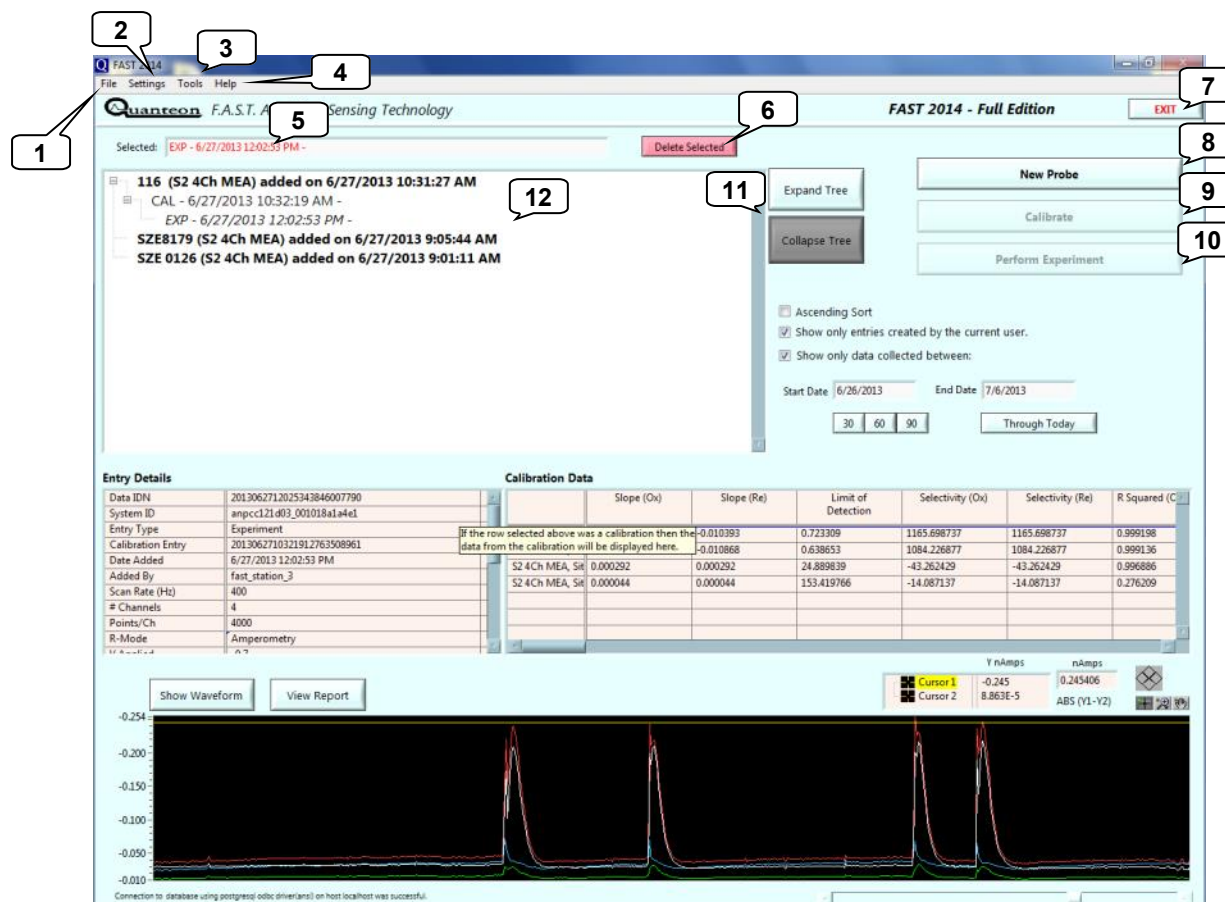 2
3
4
FAST 2014
File Settings Tools Help
7
1
Quanteon F.A.S.T. A Sensing Technology
5
6
FAST 2014 - Full Edition
EXIT
8
Selected: EXP - 6/27/2013 12:02:53 PM -
Delete Selected
116 (S2 4Ch MEA) added on 6/27/2013 10:31:27 AM
CAL - 6/27/2013 10:32:19 AM -
EXP - 6/27/2013 12:02:53 PM -
SZE8179 (S2 4Ch MEA) added on 6/27/2013 9:05:44 AM
SZE 0126 (S2 4Ch MEA) added on 6/27/2013 9:01:11 AM
12
11
Expand Tree
Collapse Tree
New Probe
9
Calibrate
10
Perform Experiment
Ascending Sort
Show only entries created by the current user.
Show only data collected between:
Start Date 6/26/2013 End Date 7/6/2013
30 60 90 Through Today
Entry Details
Data IDN 2013062712025343846007790
System ID anpcc121d03_001018a1a4e1
Entry Type Experiment
Calibration Entry 2013062710321912763508961
Date Added 6/27/2013 12:02:53 PM
Added By fast_station_3
Scan Rate (Hz) 400
# Channels 4
Points/Ch 4000
R-Mode Amperometry
V Applied -0.7
Calibration Data
Slope (Ox) Slope (Re) Limit of Detection Selectivity (Ox) Selectivity (Re) R Squared (C
-0.010393 0.723309 1165.698737 1165.698737 0.999198
-0.010868 0.638653 1084.226877 1084.226877 0.999136
S2 4Ch MEA, Sit 0.000292 0.000292 24.889839 -43.262429 -43.262429 0.996886
S2 4Ch MEA, Sit 0.000044 0.000044 153.419766 -14.087137 -14.087137 0.276209
If the row selected above was a calibration then the
data from the calibration will be displayed here.
Show Waveform View Report
Y nAmps nAmps
Cursor 1 -0.245 0.245406
Cursor 2 8.863E-5 ABS (Y1-Y2)
-0.254
-0.200
-0.150
-0.100
-0.050
-0.010
Connection to database using postgresql odbc driver(ansi) on host localhost was successful.